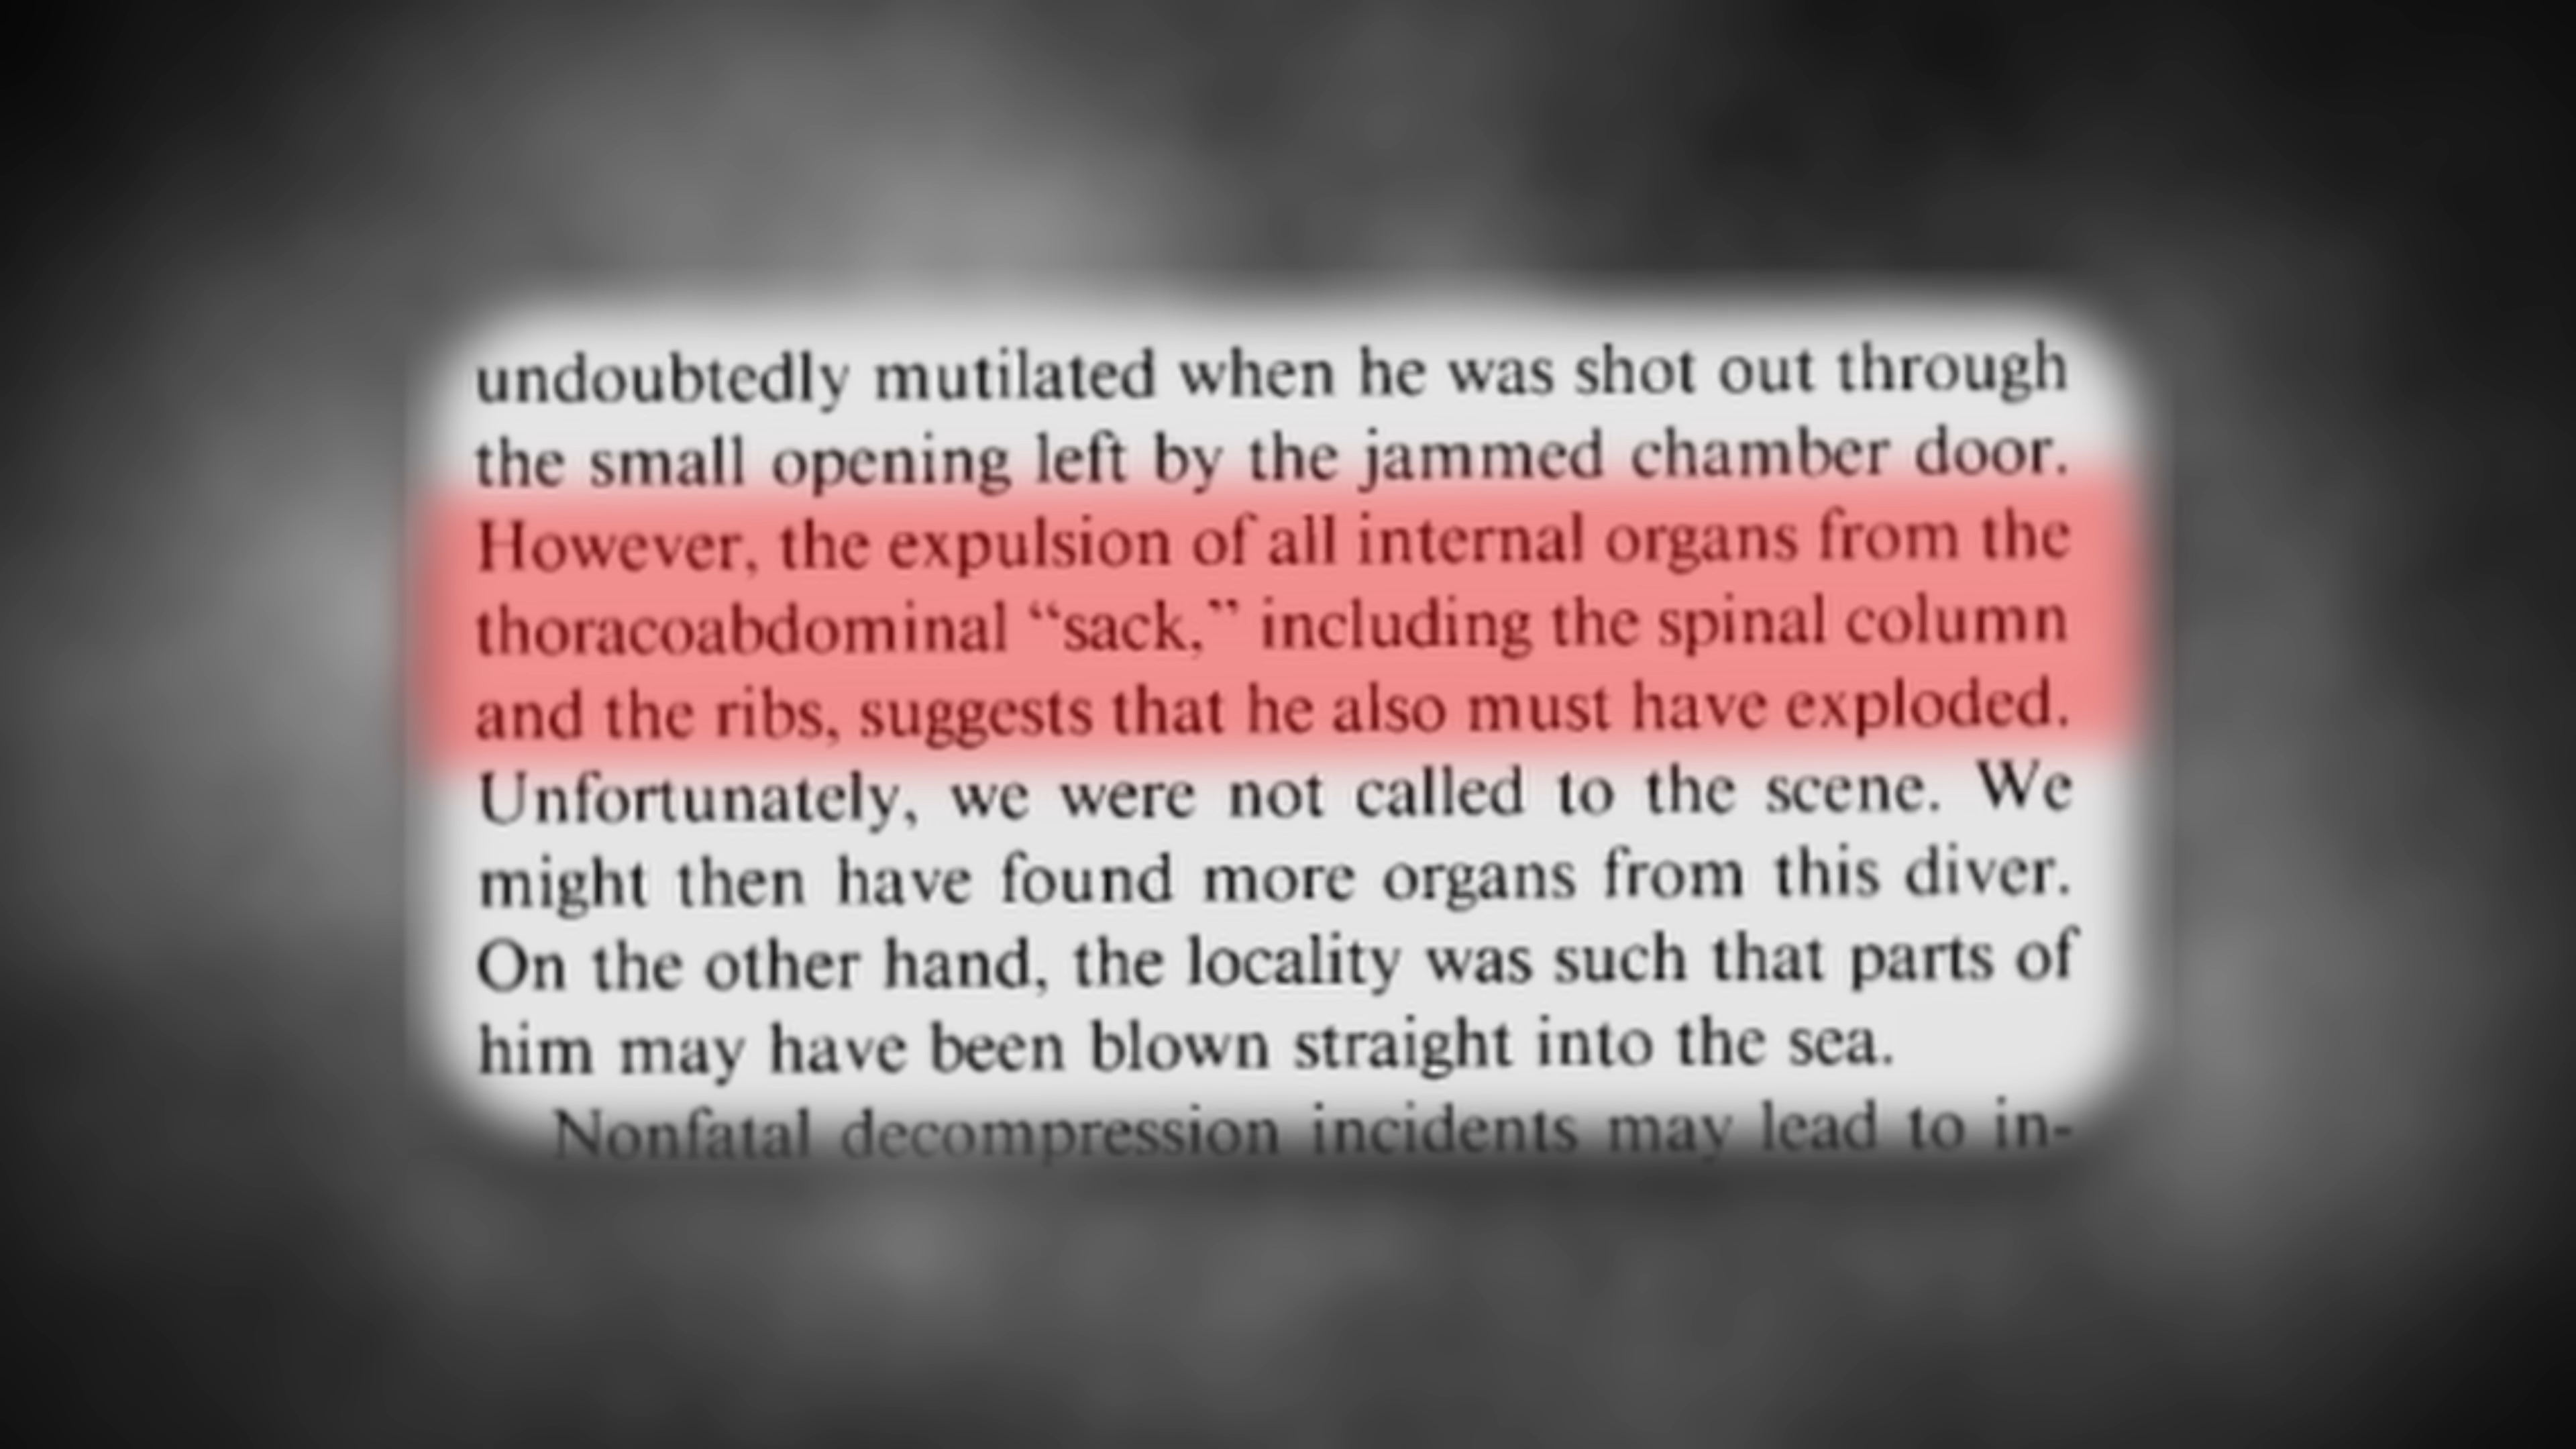 undoubtedly mutilated when he was shot out through
the small opening left by the jammed chamber door.
However, the expulsion of all internal organs from the
thoracoabdominal “sack,” including the spinal column
and the ribs, suggests that he also must have exploded.
Unfortunately, we were not called to the scene. We
might then have found more organs from this diver.
On the other hand, the locality was such that parts of
him may have been blown straight into the sea.
Nonfatal decompression incidents may lead to in-